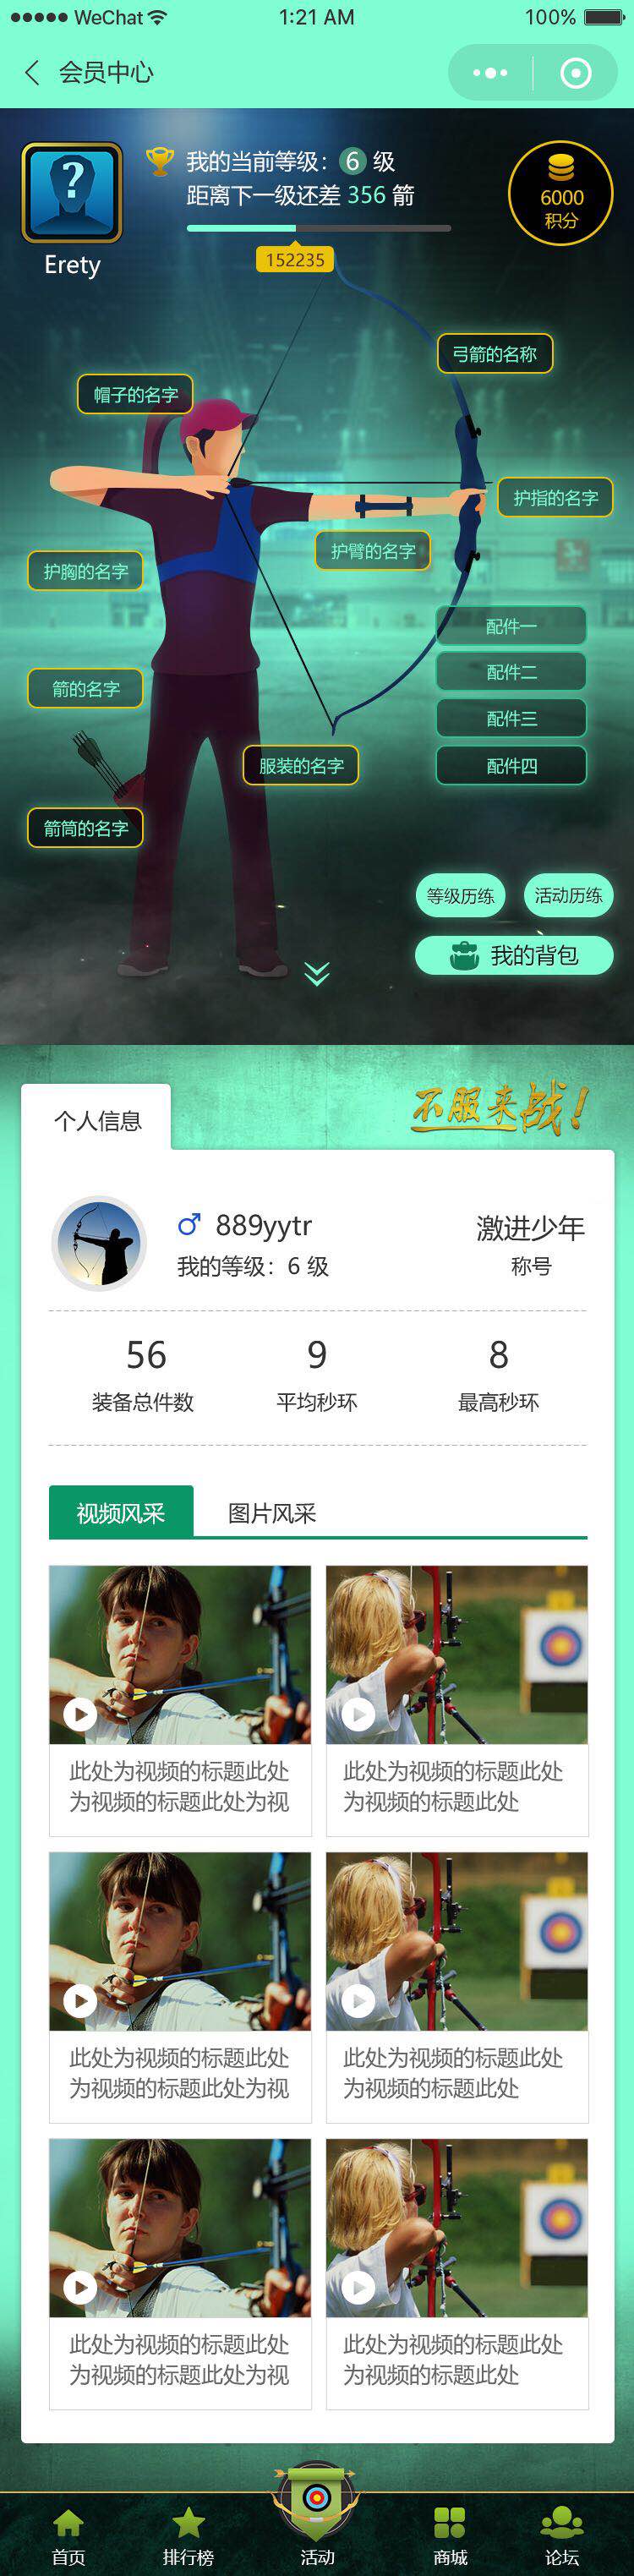 WeChat 1:21 AM 100%
会员中心
我的当前等级：6 级
距离下一级还差 356 箭
6000
积分
152235
Erety
弓箭的名称
帽子的名字
护指的名字
护臂的名字
护胸的名字
配件一
配件二
箭的名字
配件三
服装的名字
配件四
箭筒的名字
等级历练
活动历练
我的背包
不服来战！
个人信息
889yytr
激进少年
我的等级：6 级
称号
56 9 8
装备总件数 平均秒环 最高秒环
视频风采 图片风采
此处为视频的标题此处
为视频的标题此处为视
此处为视频的标题此处
为视频的标题此处
此处为视频的标题此处
为视频的标题此处为视
此处为视频的标题此处
为视频的标题此处
此处为视频的标题此处
为视频的标题此处为视
此处为视频的标题此处
为视频的标题此处
首页 排行榜 活动 商城 论坛